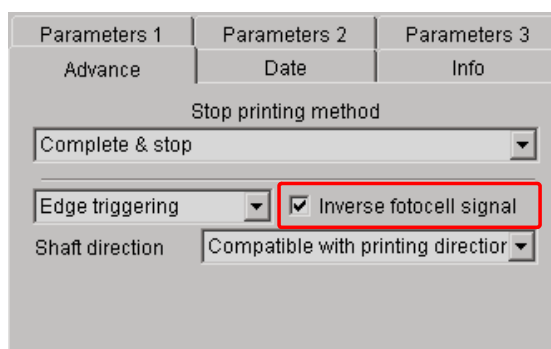 Parameters 1 Parameters 2 Parameters 3
Advance Date Info
Stop printing method
Complete & stop
Edge triggering Inverse fotocell signal
Shaft direction Compatible with printing direction